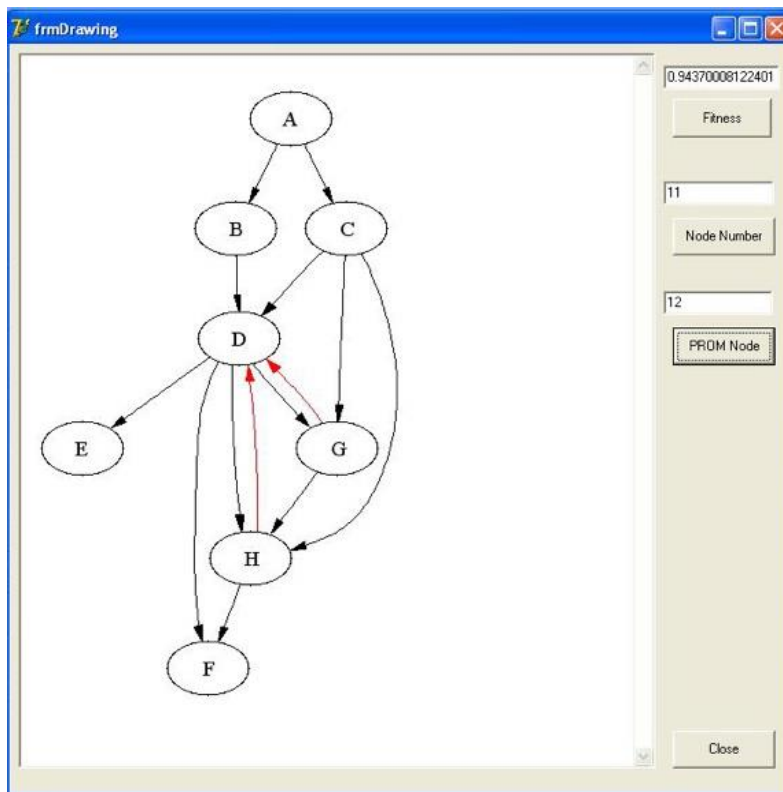 frmDrawing
0.94370008122401
Fitness
11
Node Number
12
PROM Node
A
B
C
D
E
G
H
F
Close